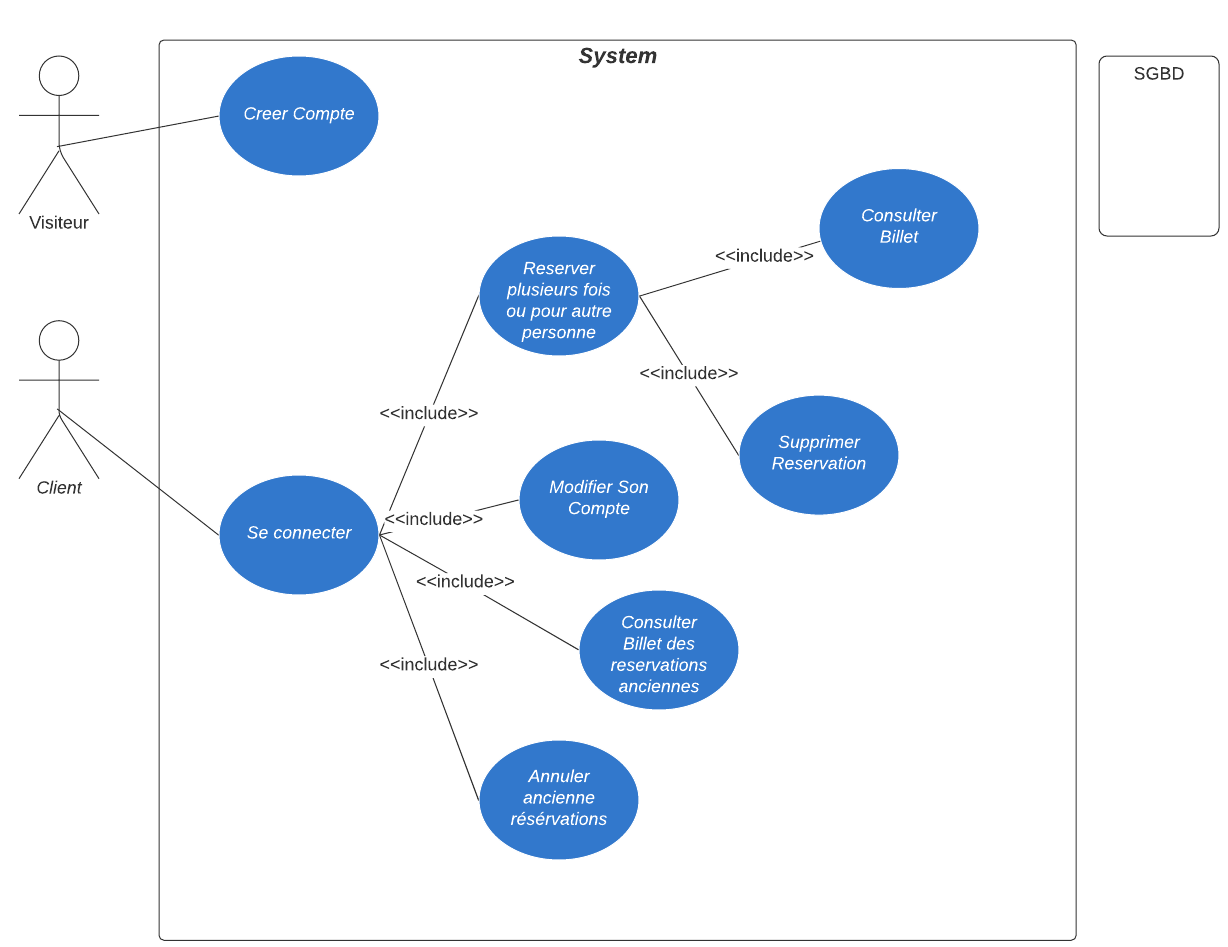 System
SGBD
Creer Compte
Visiteur
Consulter
Billet
<<include>>
Reserver
plusieurs fois
ou pour autre
personne
<<include>>
<<include>>
Supprimer
Reservation
Client
Modifier Son
Compte
<<include>>
Se connecter
<<include>>
Consulter
Billet des
reservations
anciennes
<<include>>
Annuler
ancienne
résérvations